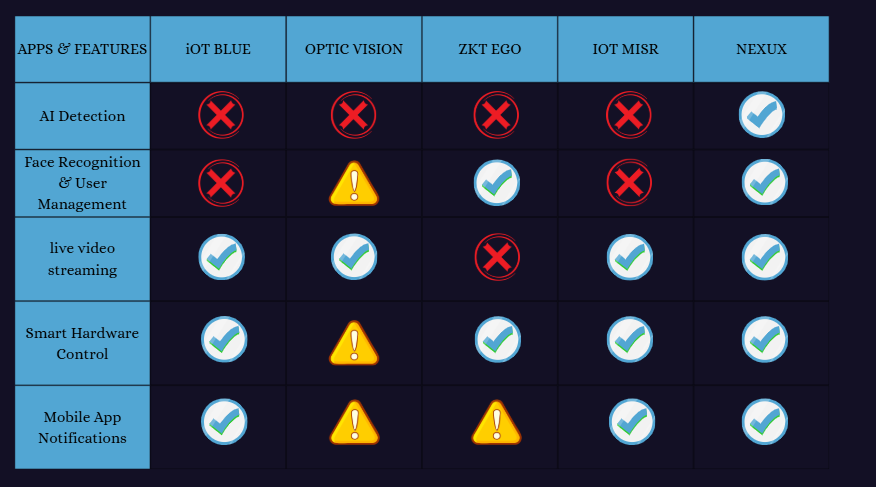 APPS & FEATURES
iOT BLUE
OPTIC VISION
ZKT EGO
IOT MISR
NEXUX
AI Detection
Face Recognition
& User
Management
live video
streaming
Smart Hardware
Control
Mobile App
Notifications